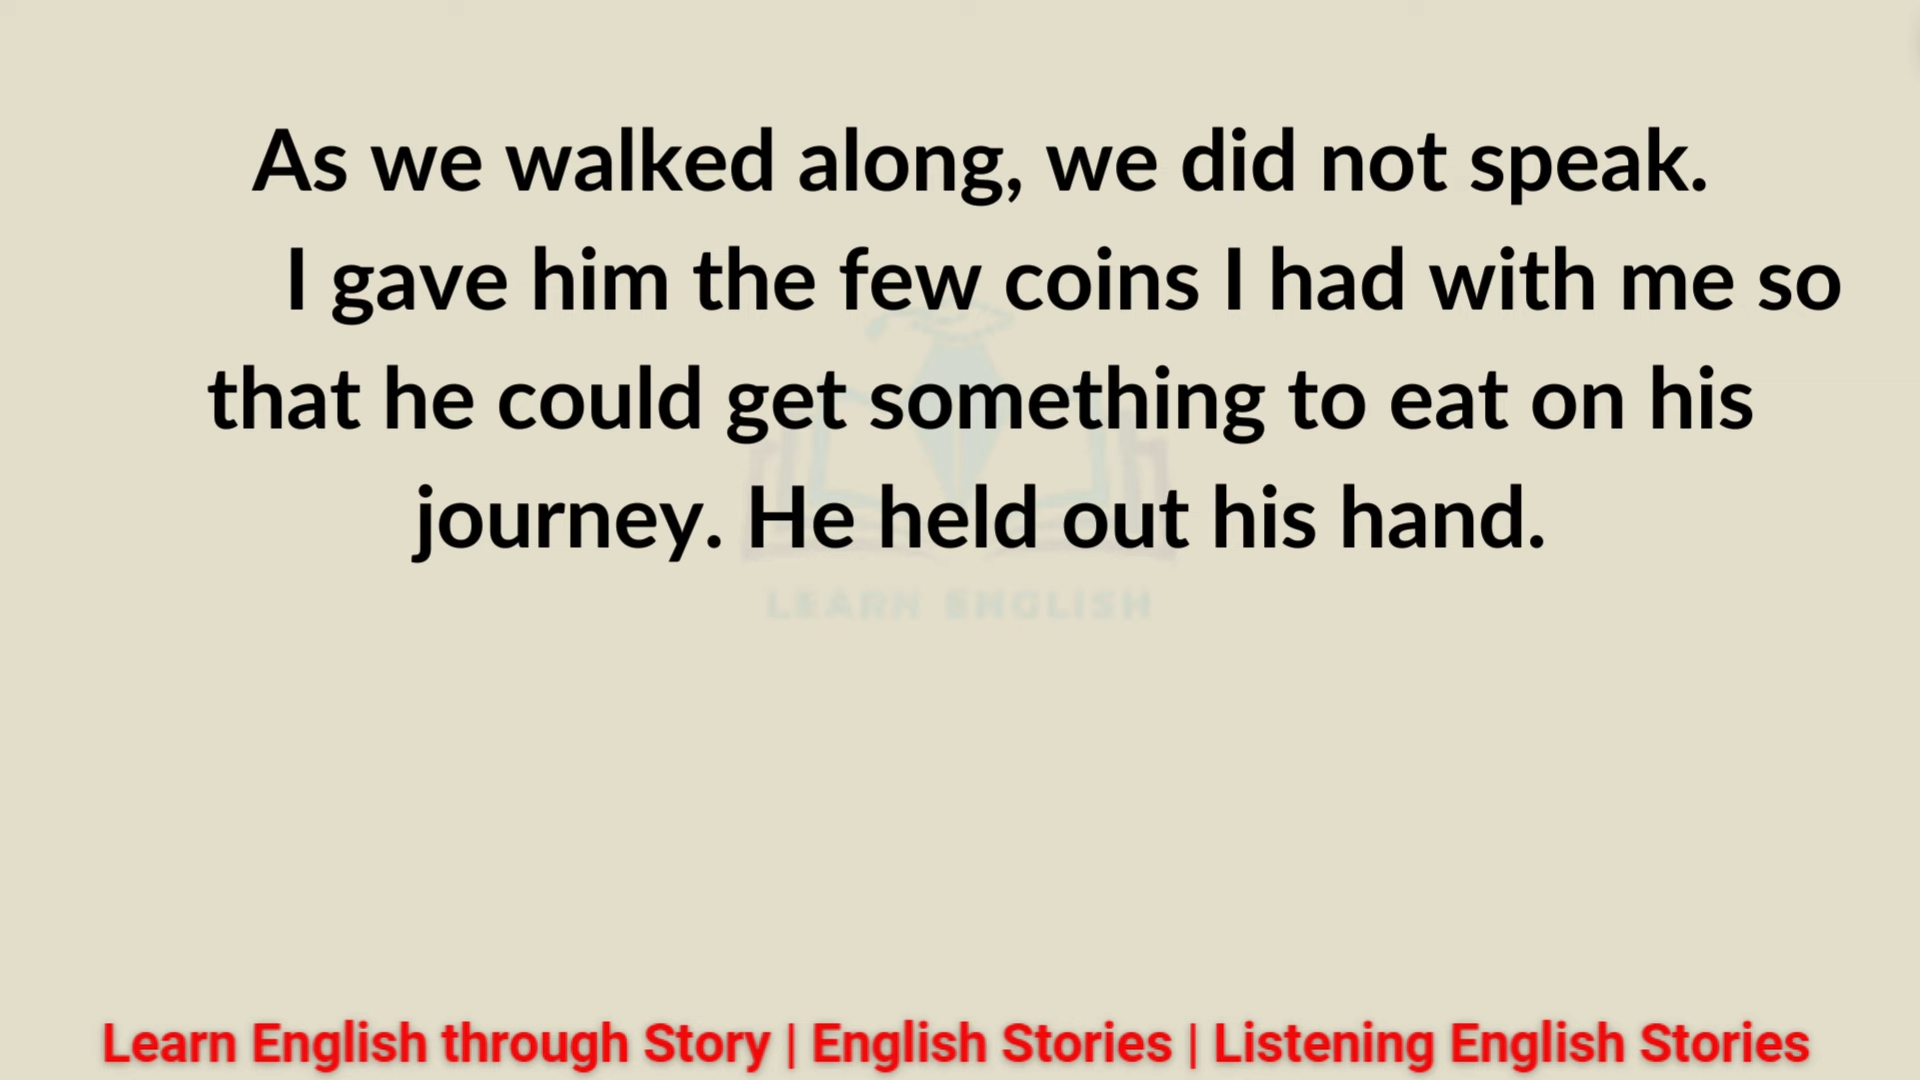 As we walked along, we did not speak.
I gave him the few coins I had with me so
that he could get something to eat on his
journey. He held out his hand.
LEARN ENGLISH
Learn English through Story | English Stories | Listening English Stories